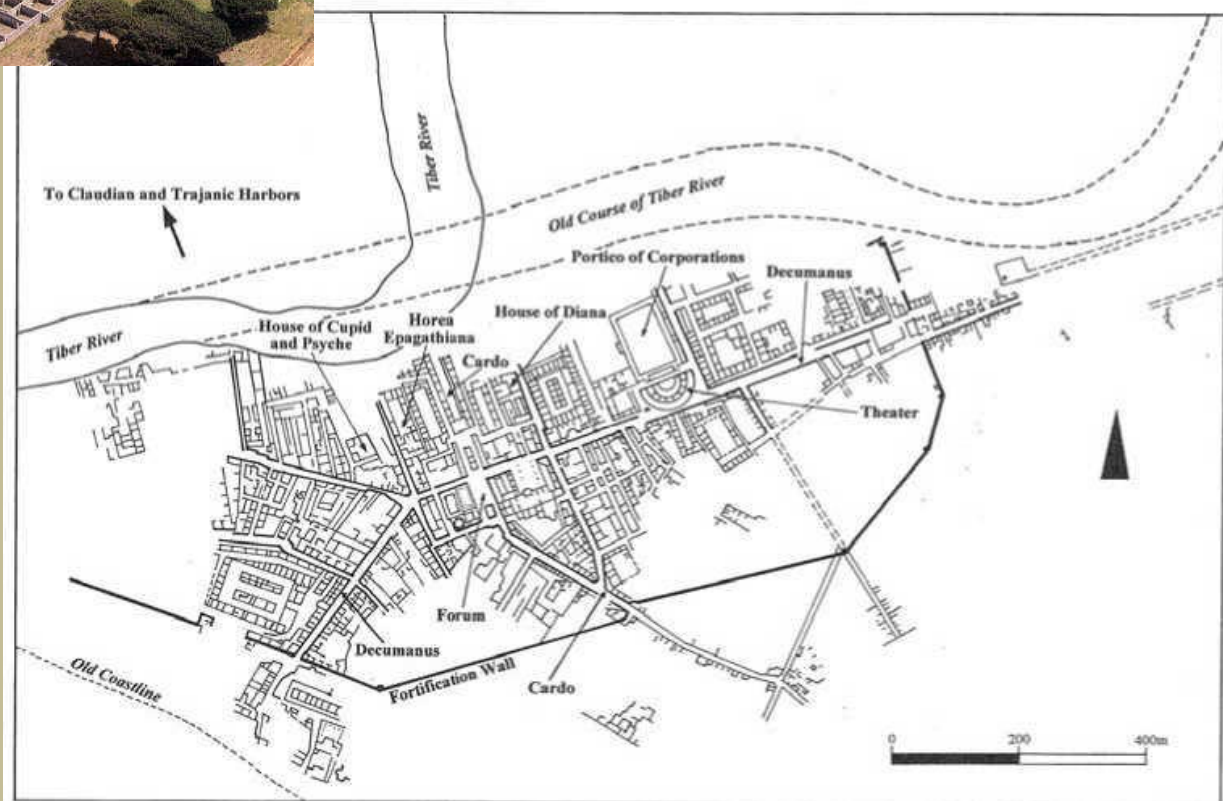 Tiber River
To Claudian and Trajanic Harbors
Old Course of Tiber River
Portico of Corporations
Decumanus
House of Diana
Horea
Epagathiana
House of Cupid
and Psyche
Tiber River
Cardo
Theater
Forum
Decumanus
Fortification Wall
Cardo
Old Coastline
0
200
400m